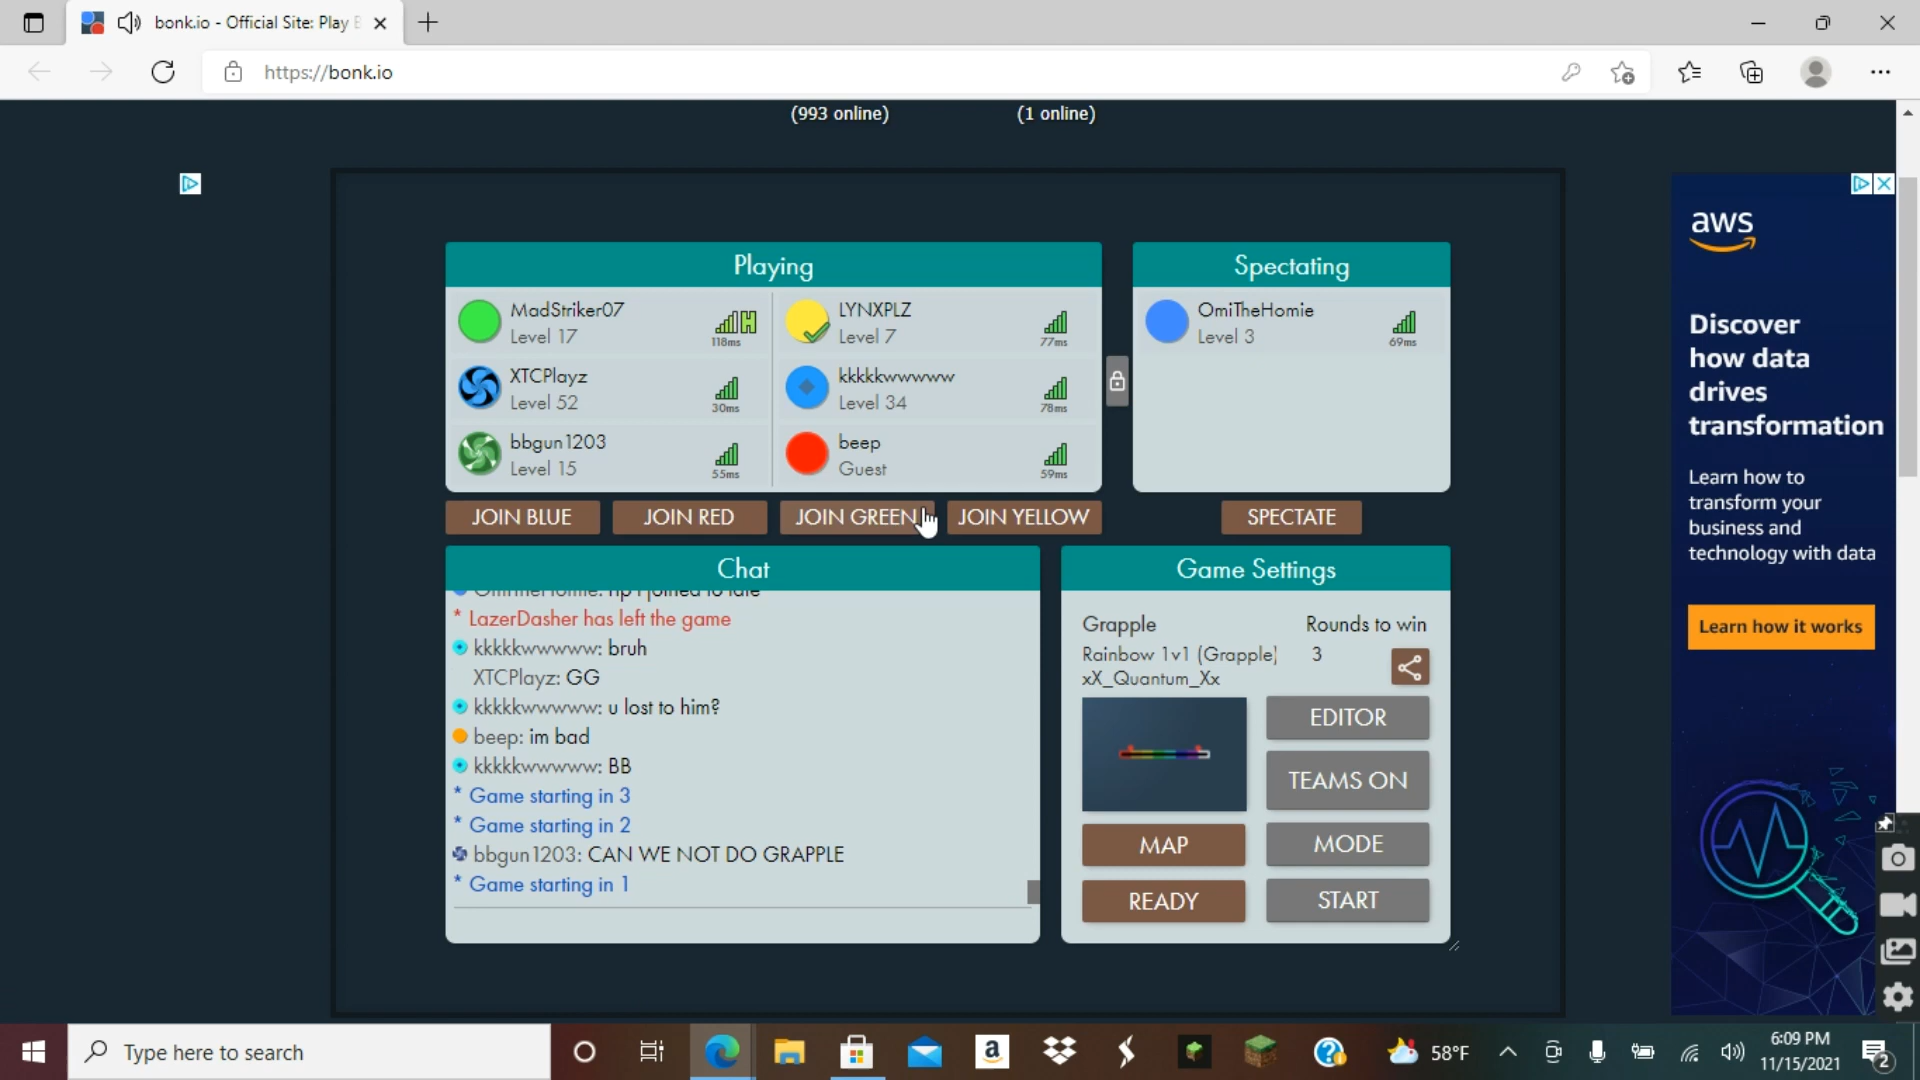 bonk.io - Official Site: Play B
https://bonk.io
(993 online)
(1 online)
Playing
MadStriker07
Level 17
H
118ms
LYNXPLZ
Level 7
77ms
XTCPlayz
Level 52
30ms
kkkkkwwwww
Level 34
78ms
bbgun1203
Level 15
55ms
beep
Guest
59ms
Spectating
OmiTheHomie
Level 3
69ms
JOIN BLUE
JOIN RED
JOIN GREEN
JOIN YELLOW
SPECTATE
Chat
OmiTheHomie: np i joined to late
* LazerDasher has left the game
kkkkkwwwww: bruh
XTCPlayz: GG
kkkkkwwwww: u lost to him?
beep: im bad
kkkkkwwwww: BB
* Game starting in 3
* Game starting in 2
bbgun1203: CAN WE NOT DO GRAPPLE
* Game starting in 1
Game Settings
Grapple
Rounds to win
Rainbow 1v1 (Grapple)
3
xX_Quantum_Xx
EDITOR
TEAMS ON
MAP
MODE
READY
START
aws
Discover
how data
drives
transformation
Learn how to
transform your
business and
technology with data
Learn how it works
Type here to search
a
58°F
6:09 PM
11/15/2021
2